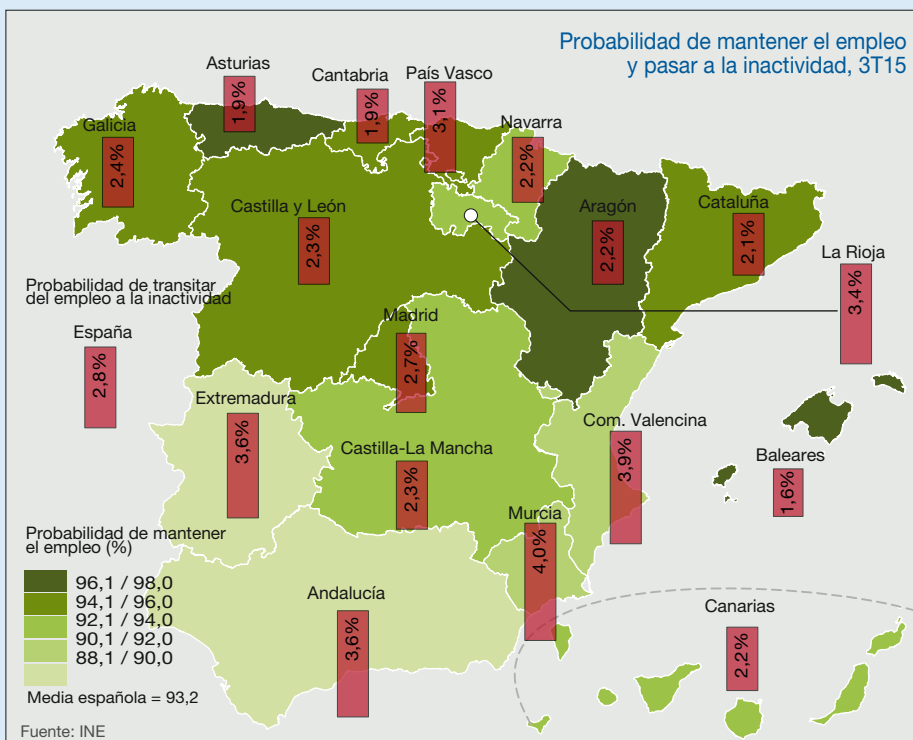 Probabilidad de mantener el empleo
y pasar a la inactividad, 3T15
Asturias
1,9%
Cantabria
1,9%
País Vasco
3,1%
Galicia
2,4%
Navarra
2,2%
Castilla y León
2,3%
Aragón
2,2%
Cataluña
2,1%
La Rioja
3,4%
Probabilidad de transitar
del empleo a la inactividad
España
2,8%
Madrid
2,7%
Extremadura
3,6%
Castilla-La Mancha
2,3%
Com. Valencina
3,9%
Baleares
1,6%
Murcia
4,0%
Andalucía
3,6%
Canarias
2,2%
Probabilidad de mantener
el empleo (%)
96,1 / 98,0
94,1 / 96,0
92,1 / 94,0
90,1 / 92,0
88,1 / 90,0
Media española = 93,2
Fuente: INE